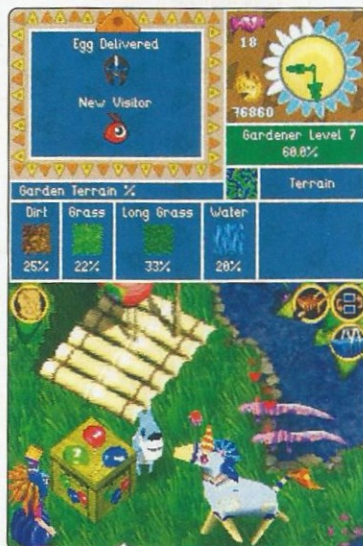 Egg Delivered
18
New Visitor
76860
Gardener Level 7
60.0%
Garden Terrain %
Terrain
Dirt
Grass
Long Grass
Water
25%
22%
33%
20%